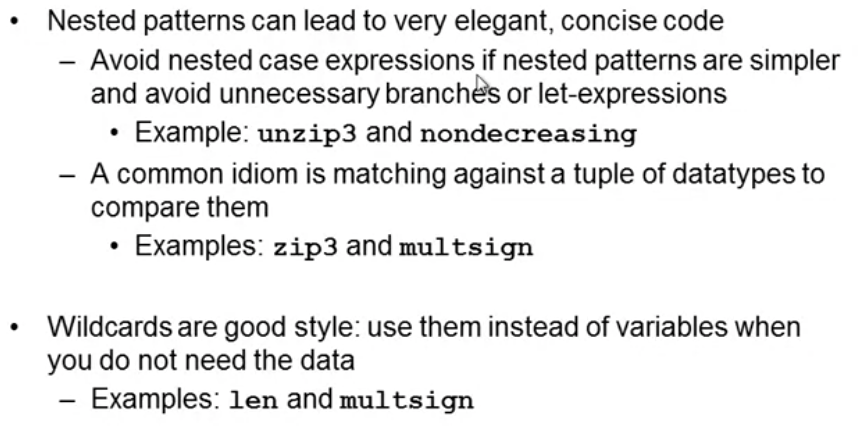 • Nested patterns can lead to very elegant, concise code
– Avoid nested case expressions if nested patterns are simpler
and avoid unnecessary branches or let-expressions
• Example: unzip3 and nondecreasing
– A common idiom is matching against a tuple of datatypes to
compare them
• Examples: zip3 and multsign
• Wildcards are good style: use them instead of variables when
you do not need the data
– Examples: len and multsign